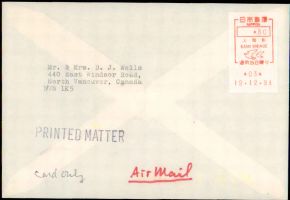 Mr. & Mrs. D. J. Wells
440 East Windsor Road,
North Vancouver, Canada
V7N 1K5
日本郵便
NIPPON
*80
PRINTED MATTER
card only
Air Mail